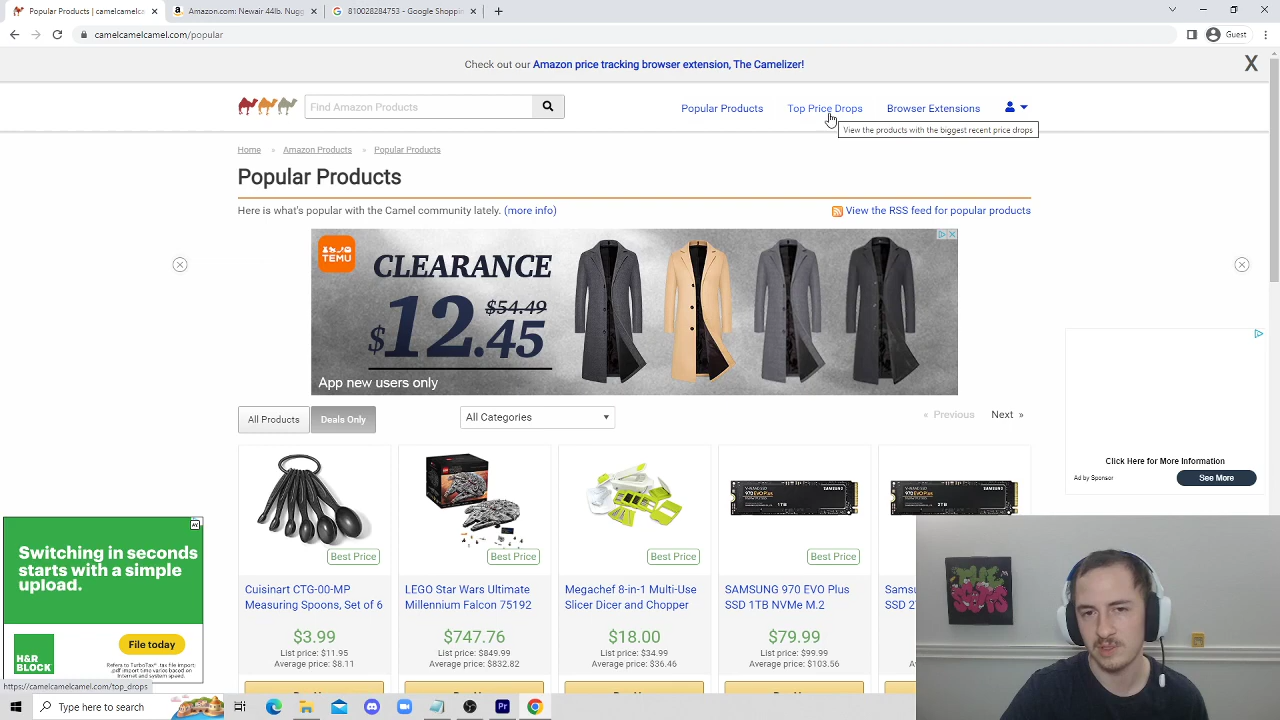 Popular Products | camelcamelc
Amazon.com: Newair 44lb. Nugg
810028284753 - Google Shoppin
camelcamelcamel.com/popular
Guest
Check out our Amazon price tracking browser extension, The Camelizer!
X
Find Amazon Products
Popular Products
Top Price Drops
Browser Extensions
View the products with the biggest recent price drops
Home » Amazon Products » Popular Products
Popular Products
Here is what's popular with the Camel community lately. (more info)
View the RSS feed for popular products
TEMU
CLEARANCE
$54.49
$12.45
App new users only
All Products
Deals Only
All Categories
« Previous
Next »
Click Here for More Information
Ad by Sponsor
See More
Best Price
Best Price
Best Price
Best Price
Cuisinart CTG-00-MP
Measuring Spoons, Set of 6
$3.99
List price: $11.95
Average price: $8.11
LEGO Star Wars Ultimate
Millennium Falcon 75192
$747.76
List price: $849.99
Average price: $832.82
Megachef 8-in-1 Multi-Use
Slicer Dicer and Chopper
$18.00
List price: $34.99
SAMSUNG 970 EVO Plus
SSD 1TB NVMe M.2
$79.99
List price: $99.99
Sams
SSD 2
Switching in seconds
starts with a simple
upload.
H&R
BLOCK
File today
https://camelcamelcamel.com/top_drops
Type here to search